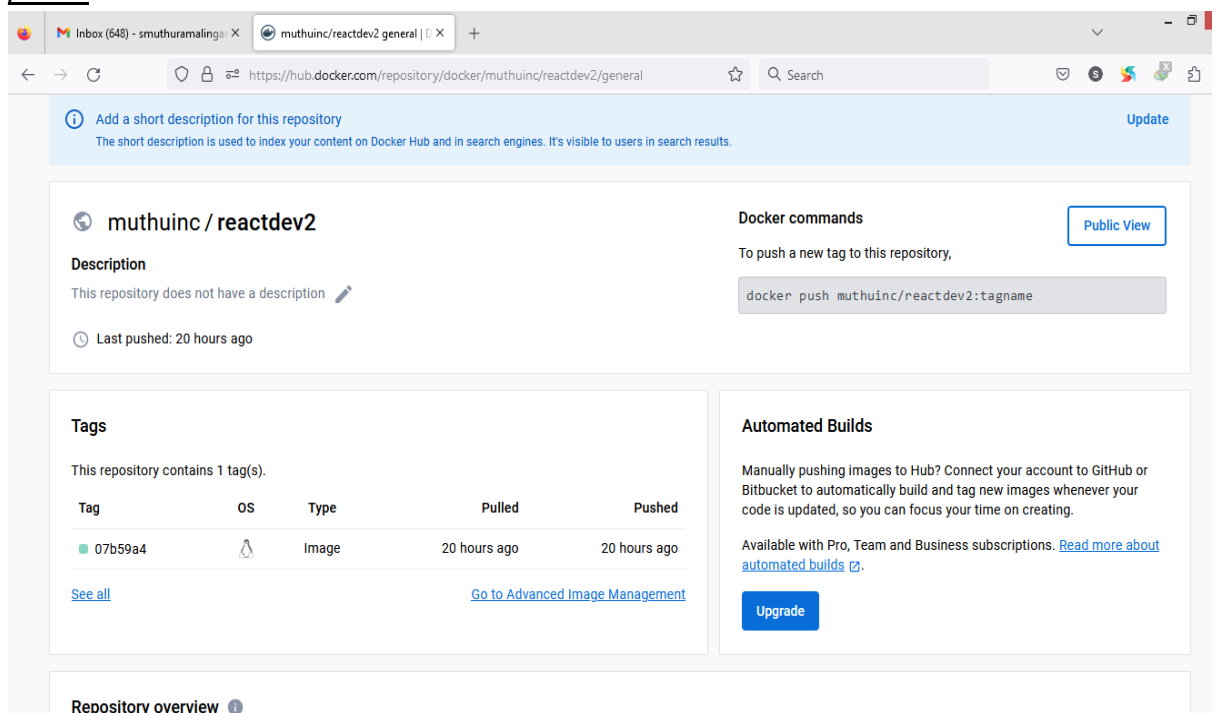 Inbox (648) - smuthuramalingar
muthuinc/reactdev2 general | D
https://hub.docker.com/repository/docker/muthuinc/reactdev2/general
Search
S
Add a short description for this repository
Update
The short description is used to index your content on Docker Hub and in search engines. It's visible to users in search results.
muthuinc / reactdev2
Description
This repository does not have a description
Last pushed: 20 hours ago
Docker commands
Public View
To push a new tag to this repository,
docker push muthuinc/reactdev2:tagname
Tags
This repository contains 1 tag(s).
Tag OS Type Pulled Pushed
07b59a4 Image 20 hours ago 20 hours ago
See all Go to Advanced Image Management
Automated Builds
Manually pushing images to Hub? Connect your account to GitHub or
Bitbucket to automatically build and tag new images whenever your
code is updated, so you can focus your time on creating.
Available with Pro, Team and Business subscriptions. Read more about
automated builds .
Upgrade
Repository overview